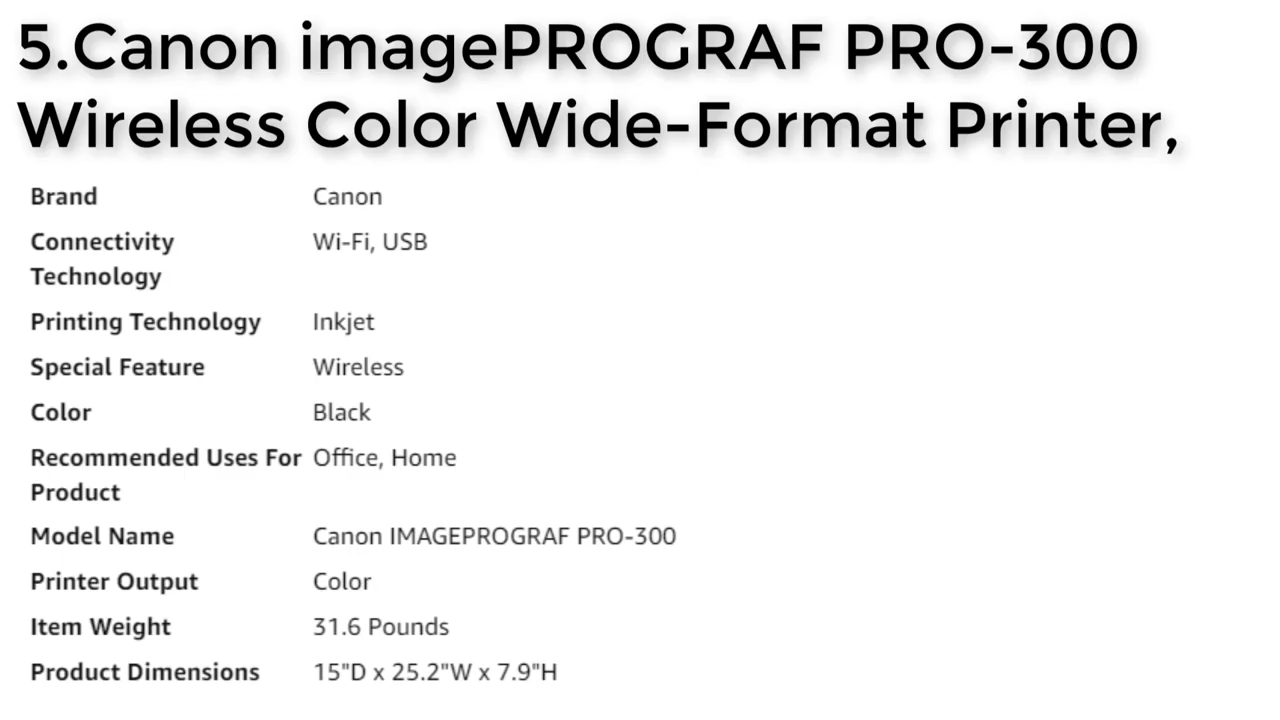 5.Canon imagePROGRAF PRO-300
Wireless Color Wide-Format Printer,
Brand Canon
Connectivity Wi-Fi, USB
Technology
Printing Technology Inkjet
Special Feature Wireless
Color Black
Recommended Uses For Office, Home
Product
Model Name Canon IMAGEPROGRAF PRO-300
Printer Output Color
Item Weight 31.6 Pounds
Product Dimensions 15"D x 25.2"W x 7.9"H